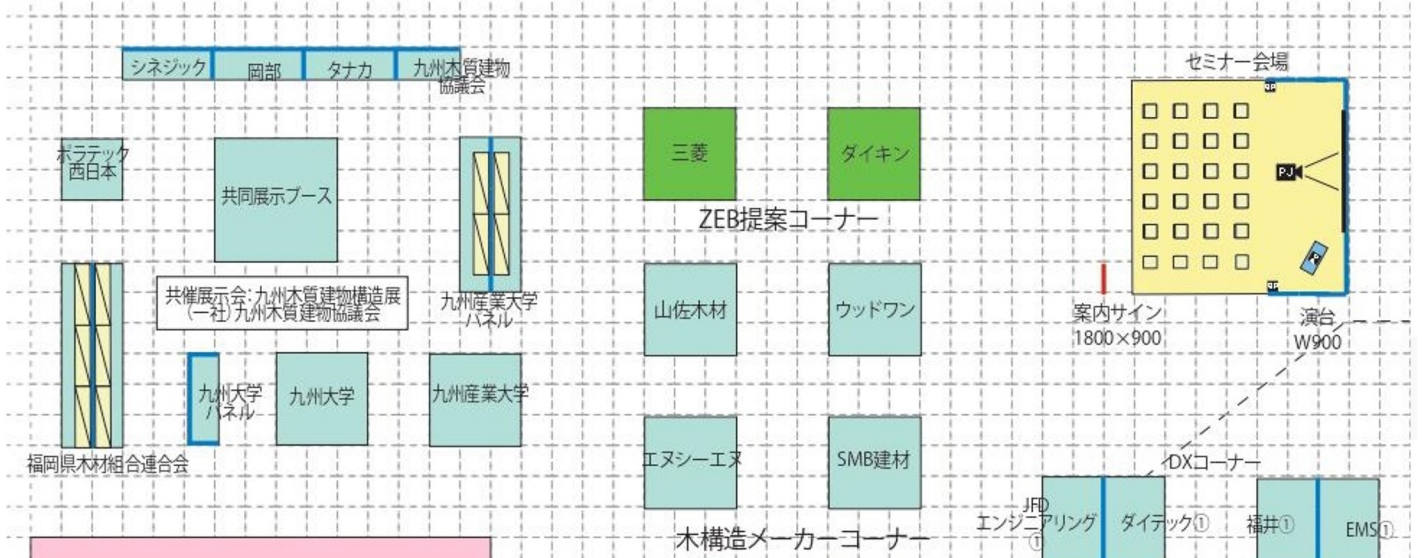 シネジック
岡部
タナカ
九州木質建物
協議会
セミナー会場
SP
ポラテック
西日本
共同展示ブース
三菱
ダイキン
PJ
ZEB提案コーナー
共催展示会:九州木質建物構造展
（一社）九州木質建物協議会
九州産業大学
パネル
山佐木材
ウッドワン
SP
案内サイン
1800×900
演台
W900
九州大学
パネル
九州大学
九州産業大学
福岡県木材組合連合会
エヌシーエヌ
SMB建材
DXコーナー
JFD
エンジニアリング
①
ダイテック①
福井①
EMS①
木構造メーカーコーナー